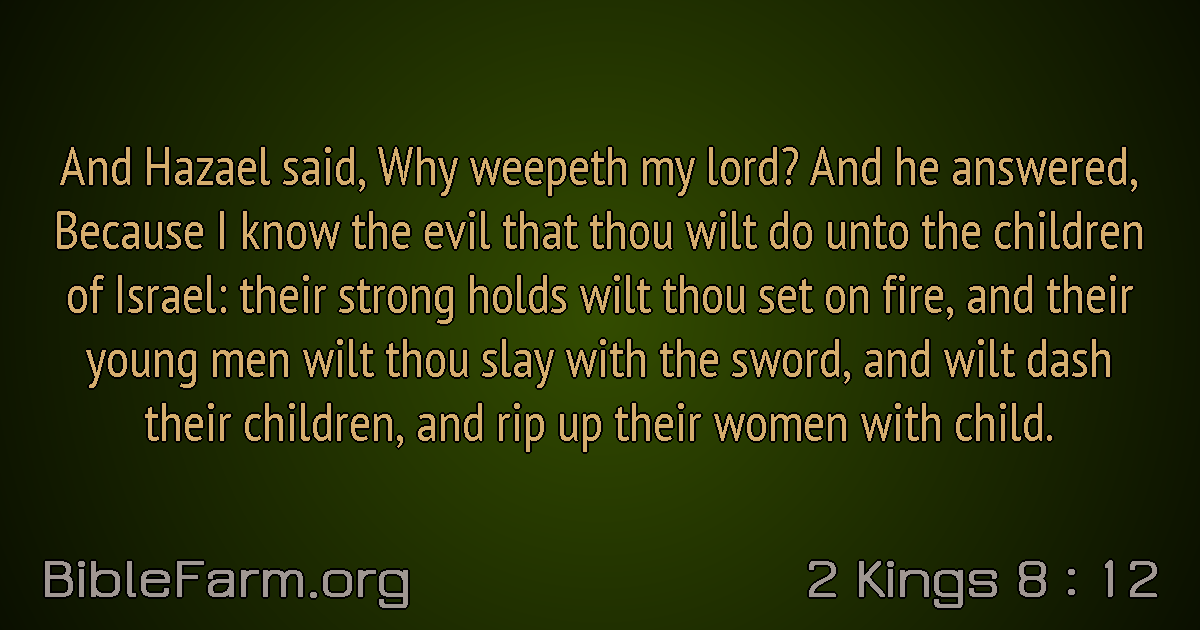 And Hazael said, Why weepeth my lord? And he answered,
Because I know the evil that thou wilt do unto the children
of Israel: their strong holds wilt thou set on fire, and their
young men wilt thou slay with the sword, and wilt dash
their children, and rip up their women with child.
BibleFarm.org
2 Kings 8 : 12